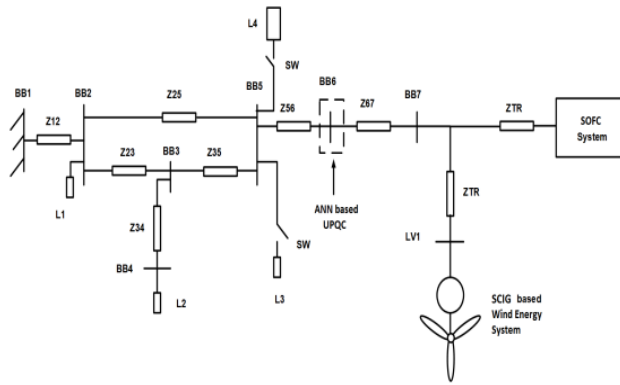 L4
SW
BB1
BB2
Z25
BB5
BB6
Z12
Z56
Z67
BB7
ZTR
SOFC
System
Z23
BB3
Z35
L1
Z34
ANN based
UPQC
ZTR
SW
LV1
BB4
L2
L3
SCIG based
Wind Energy
System